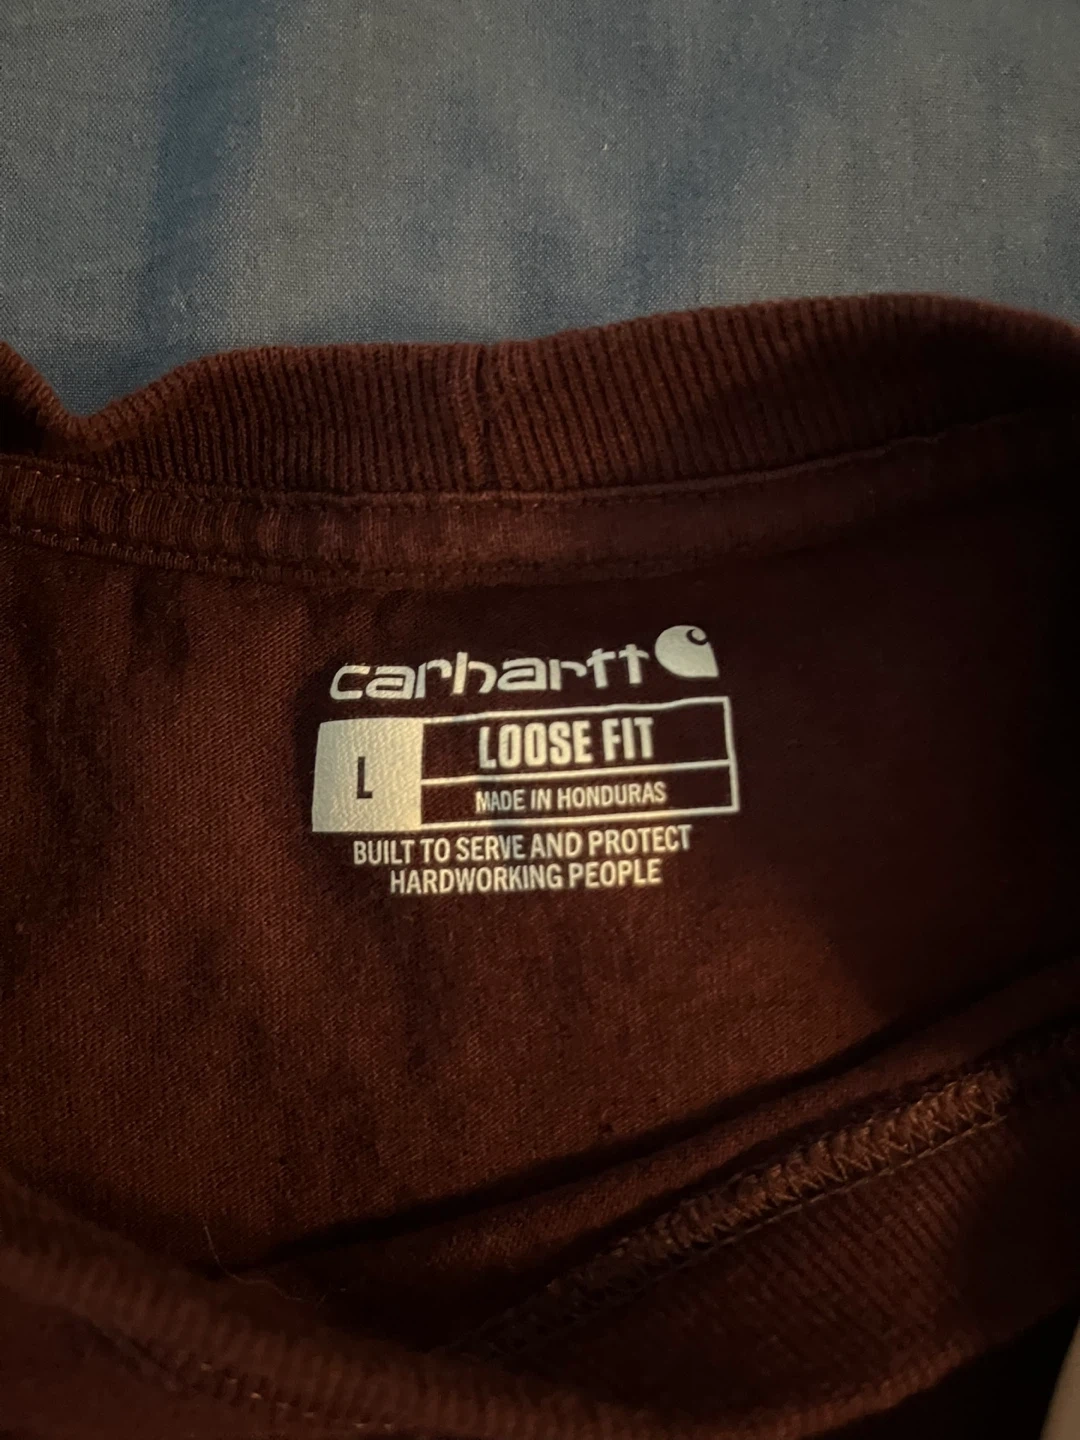 carhartt
L
LOOSE FIT
MADE IN HONDURAS
BUILT TO SERVE AND PROTECT
HARDWORKING PEOPLE